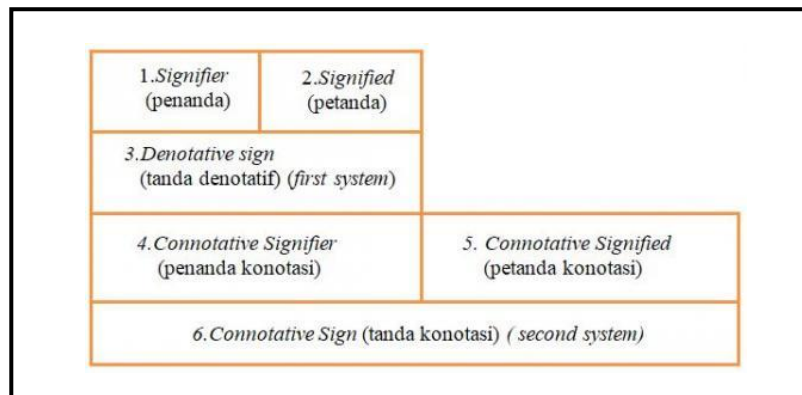 1.Signifier
(penanda)
2.Signified
(petanda)
3.Denotative sign
(tanda denotatif) (first system)
4.Connotative Signifier
(penanda konotasi)
5. Connotative Signified
(petanda konotasi)
6.Connotative Sign (tanda konotasi) ( second system)